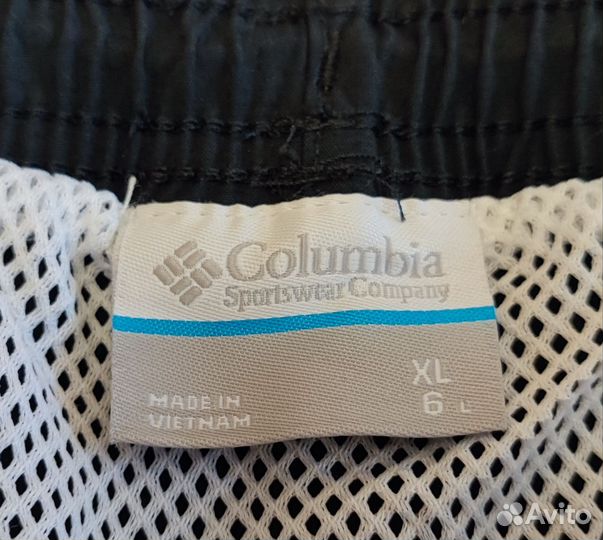 Columbia
Sportswear Company
XL
6 L
MADE IN
VIETNAM
Avito